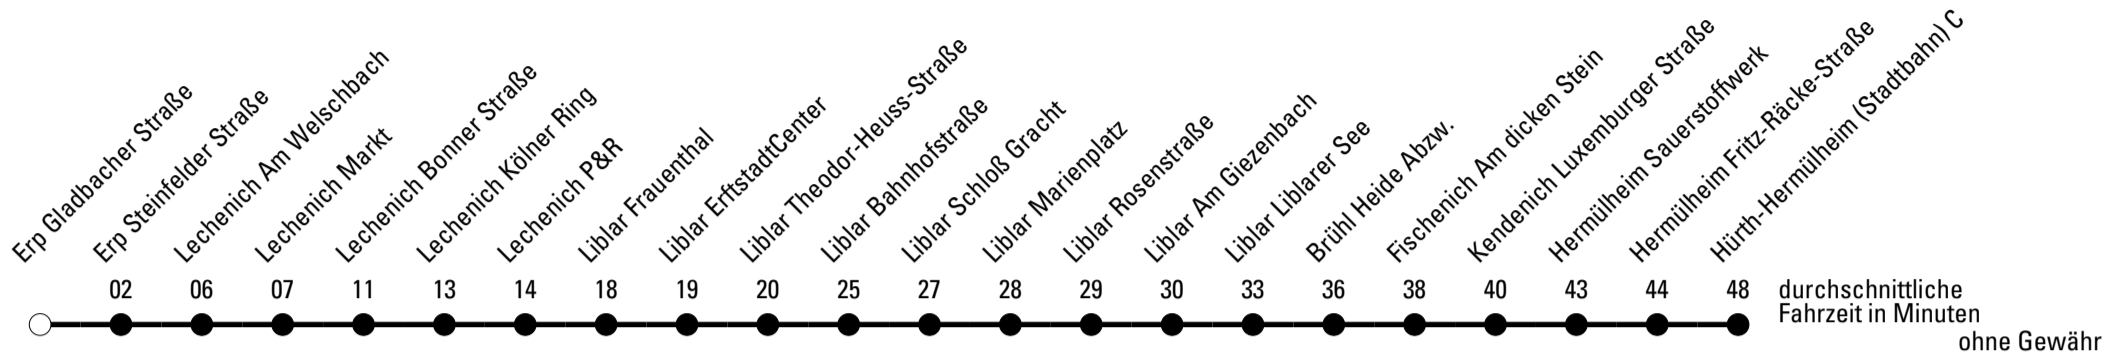 Erp Gladbacher Straße
Erp Steinfelder Straße
Lechenich Am Welschbach
Lechenich Markt
Lechenich Bonner Straße
Lechenich Kölner Ring
Lechenich P&R
Liblar Frauenthal
Liblar ErftstadtCenter
Liblar Theodor-Heuss-Straße
Liblar Bahnhofstraße
Liblar Schloß Gracht
Liblar Marienplatz
Liblar Rosenstraße
Liblar Am Giezenbach
Liblar Liblarer See
Brühl Heide Abzw.
Fischenich Am dicken Stein
Kendenich Luxemburger Straße
Hermülheim Sauerstoffwerk
Hermülheim Fritz-Räcke-Straße
Hürth-Hermülheim (Stadtbahn) C
02 06 07 11 13 14 18 19 20 25 27 28 29 30 33 36 38 40 43 44 48 durchschnittliche
Fahrzeit in Minuten
ohne Gewähr